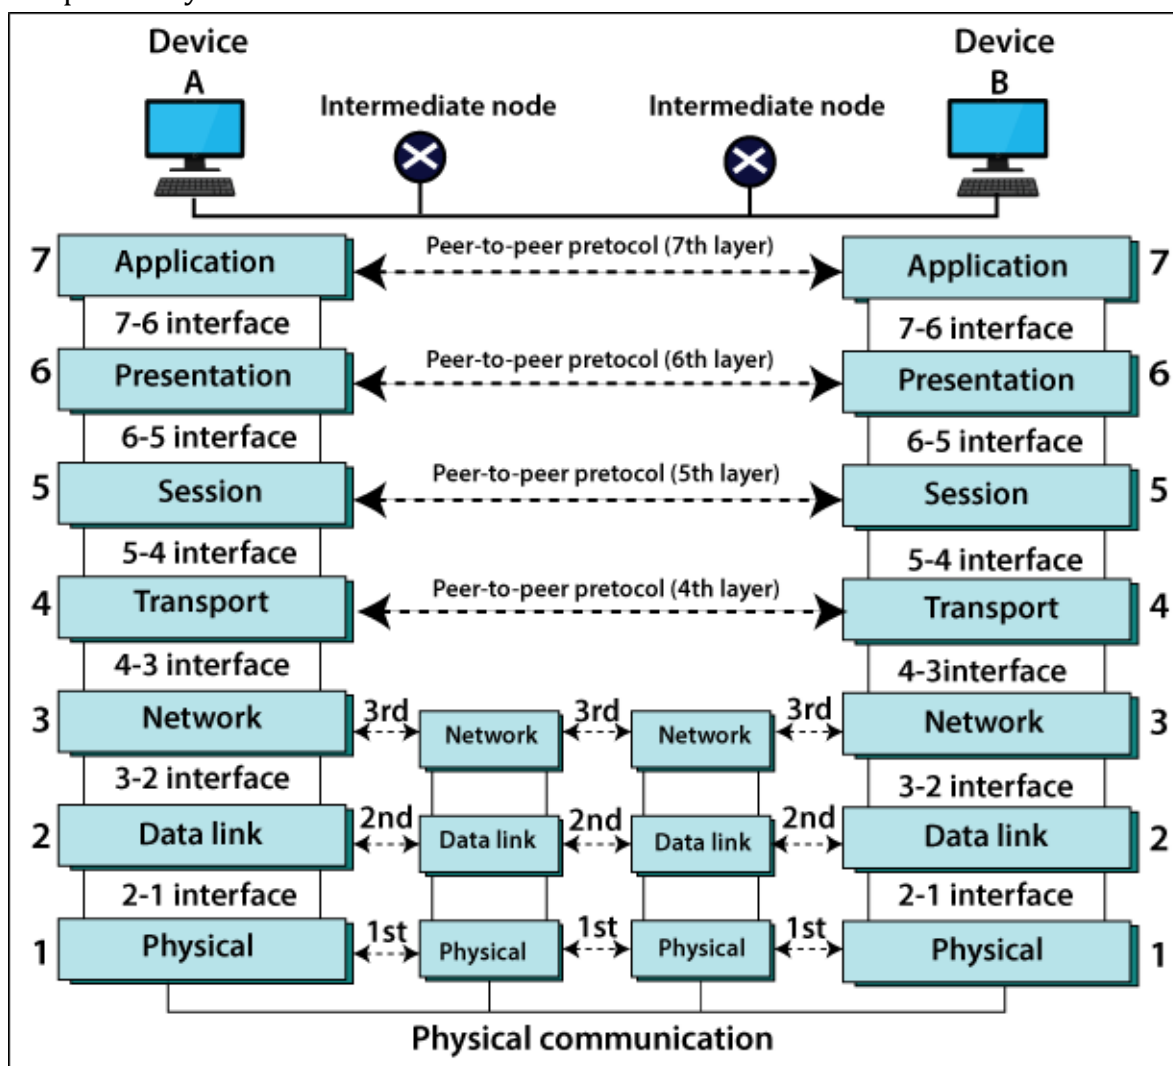 Device
A
Device
B
Intermediate node
Intermediate node
7
Application
Peer-to-peer pretocol (7th layer)
Application
7
7-6 interface
7-6 interface
6
Presentation
Peer-to-peer pretocol (6th layer)
Presentation
6
6-5 interface
6-5 interface
5
Session
Peer-to-peer pretocol (5th layer)
Session
5
5-4 interface
5-4 interface
4
Transport
Peer-to-peer pretocol (4th layer)
Transport
4
4-3 interface
4-3interface
3
Network
3rd
Network
3rd
Network
3rd
Network
3
3-2 interface
3-2 interface
2
Data link
2nd
Data link
2nd
Data link
2nd
Data link
2
2-1 interface
2-1 interface
1
Physical
1st
Physical
1st
Physical
1st
Physical
1
Physical communication